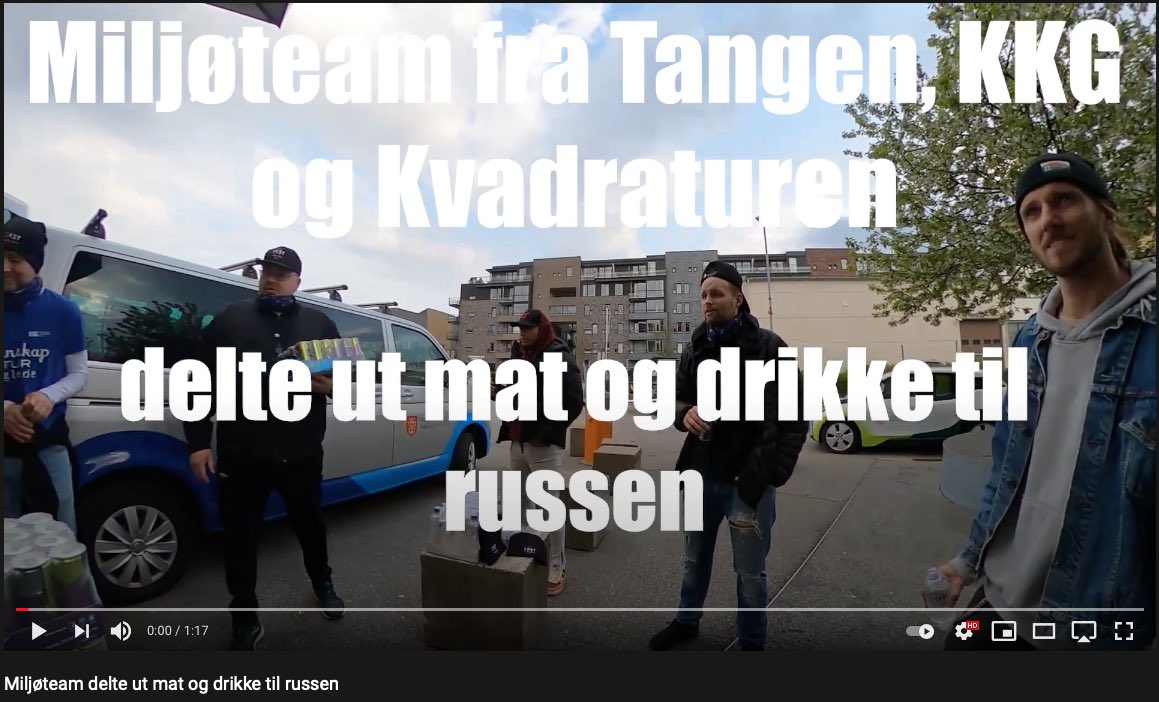 Miljøteam fra Tangen, KKG
og Kvadraturen
delte ut mat og drikke til
russen
0:00 / 1:17
HD
Miljøteam delte ut mat og drikke til russen